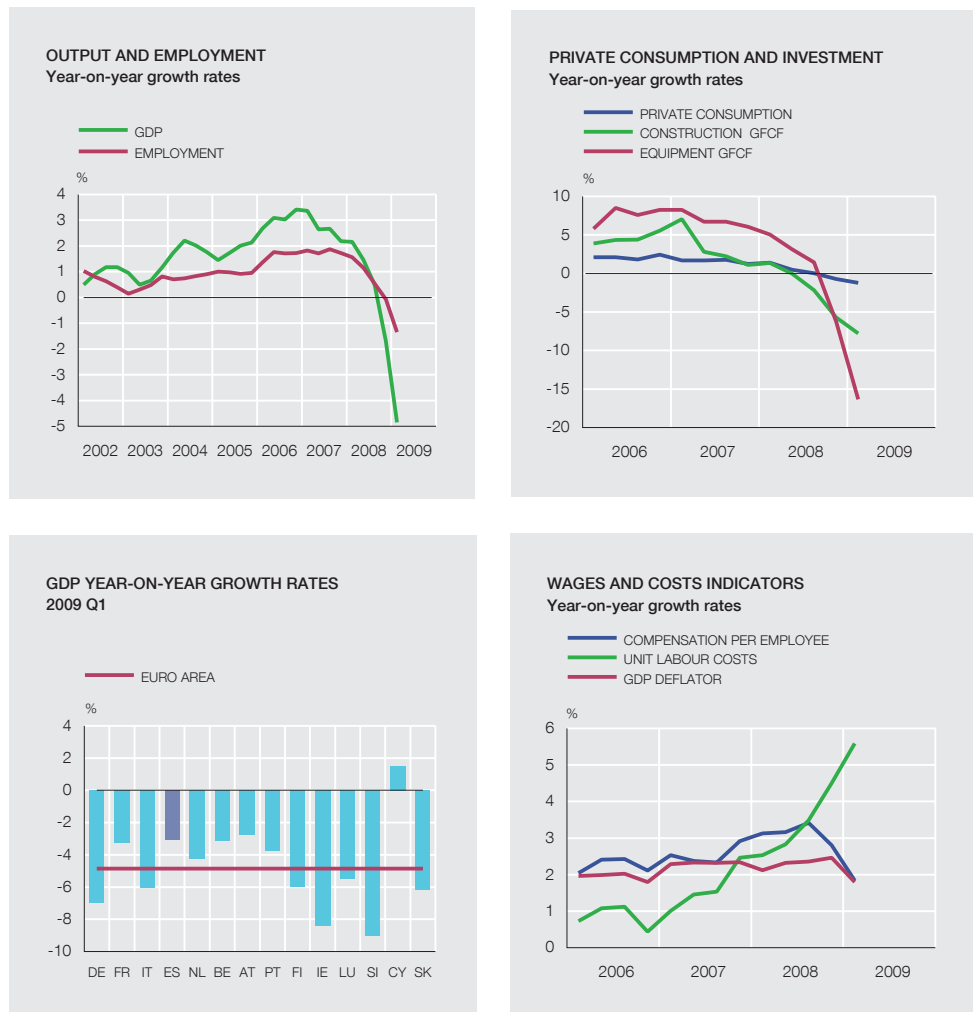 OUTPUT AND EMPLOYMENT
Year-on-year growth rates
GDP
EMPLOYMENT
%
4
3
2
1
0
-1
-2
-3
-4
-5
2002 2003 2004 2005 2006 2007 2008 2009
PRIVATE CONSUMPTION AND INVESTMENT
Year-on-year growth rates
PRIVATE CONSUMPTION
CONSTRUCTION GFCF
EQUIPMENT GFCF
%
10
5
0
-5
-10
-15
-20
2006 2007 2008 2009
GDP YEAR-ON-YEAR GROWTH RATES
2009 Q1
EURO AREA
%
4
2
0
-2
-4
-6
-8
-10
DE FR IT ES NL BE AT PT FI IE LU SI CY SK
WAGES AND COSTS INDICATORS
Year-on-year growth rates
COMPENSATION PER EMPLOYEE
UNIT LABOUR COSTS
GDP DEFLATOR
%
6
5
4
3
2
1
0
2006 2007 2008 2009